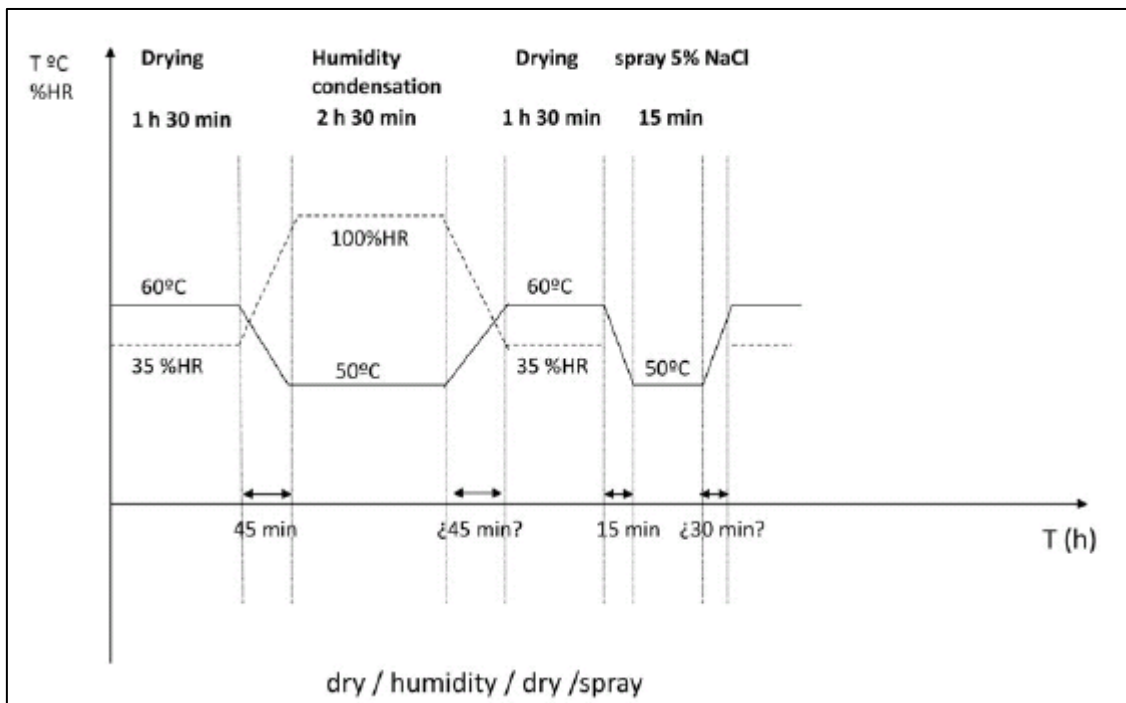 T ºC
%HR
Drying
1 h 30 min
Humidity
condensation
2 h 30 min
Drying
1 h 30 min
spray 5% NaCl
15 min
100%HR
60ºC
60ºC
35 %HR
50ºC
35 %HR
50ºC
45 min
¿45 min?
15 min
¿30 min?
T (h)
dry / humidity / dry /spray